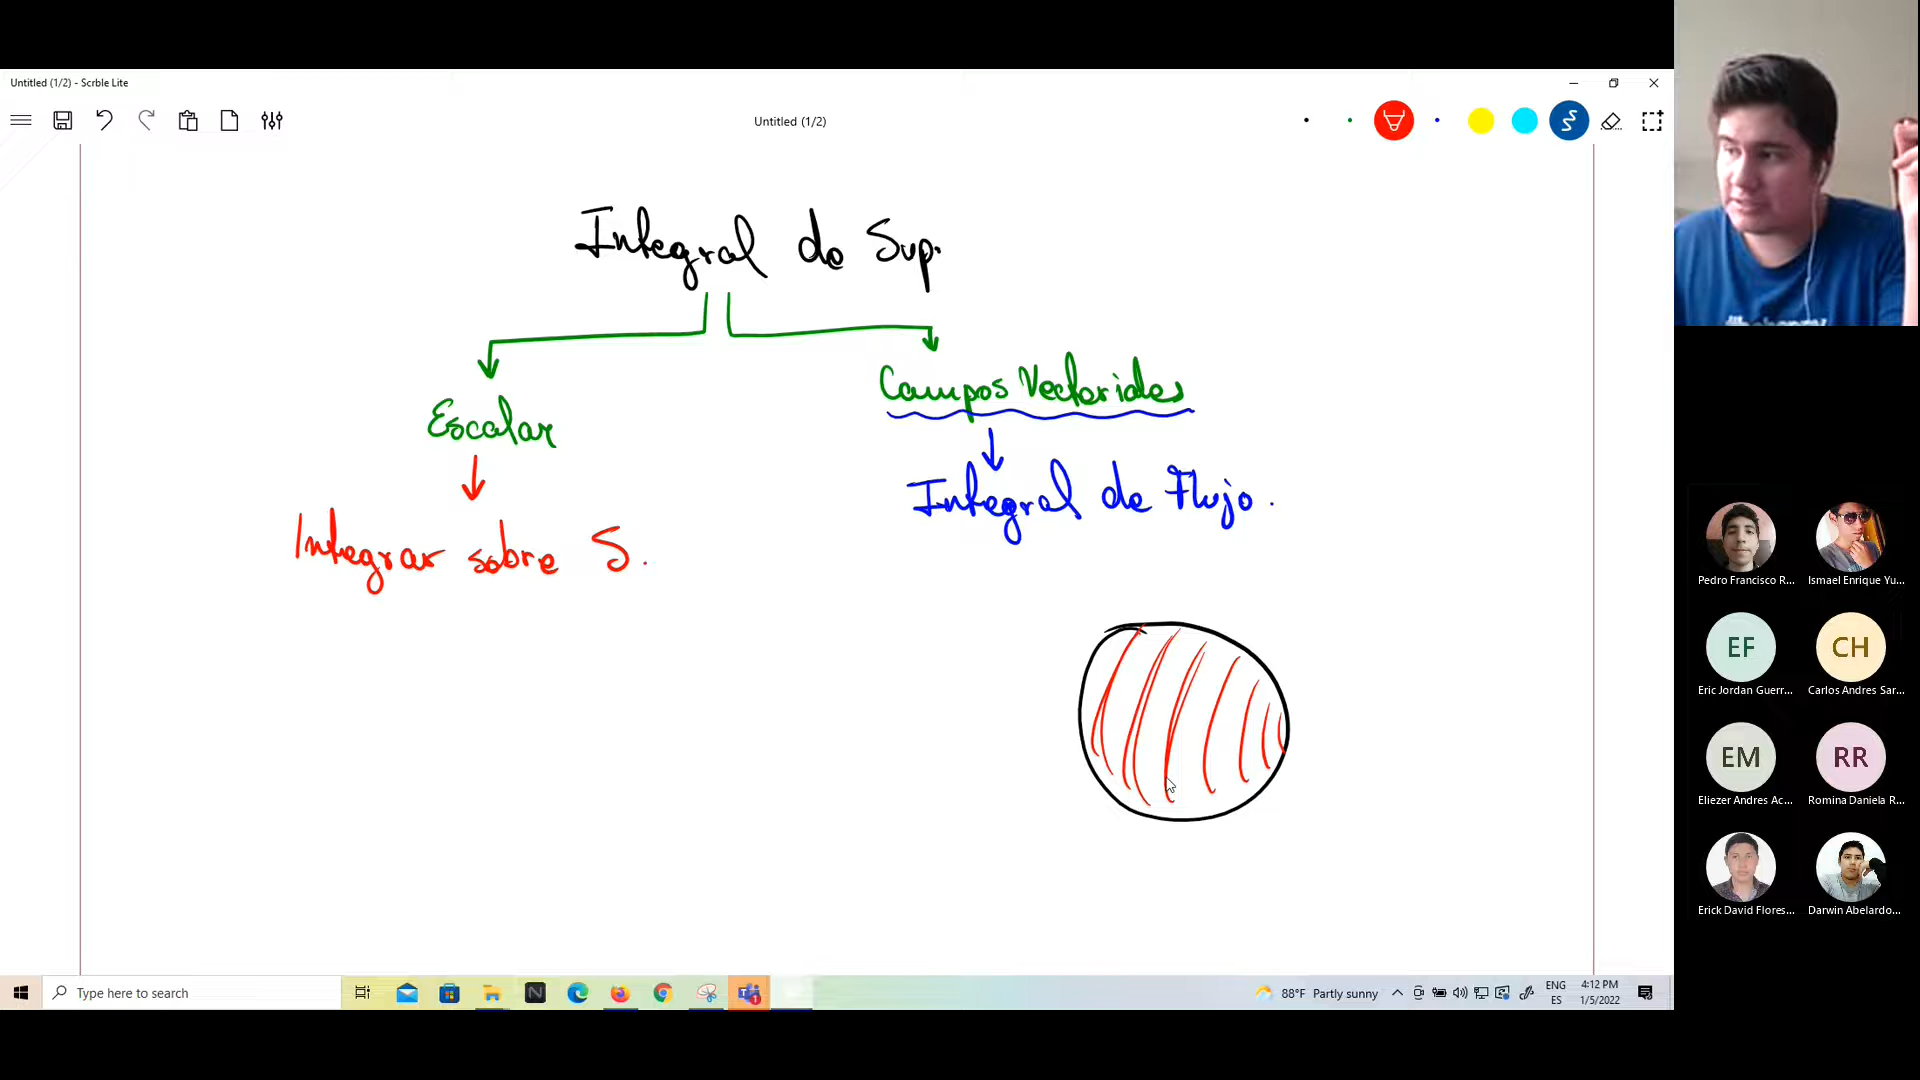 Untitled (1/2) - Scrble Lite
Untitled (1/2)
Integral de Sup.
Escalar
Campos Vectoriales
Integrar sobre S.
Integral de Flujo.
Pedro Francisco R...
Ismael Enrique Yu...
EF
CH
Eric Jordan Guerr...
Carlos Andres Sar...
EM
RR
Eliezer Andres Ac...
Romina Daniela R...
Erick David Flores...
Darwin Abelardo...
Type here to search
N
1
88°F Partly sunny
ENG
ES
4:12 PM
1/5/2022